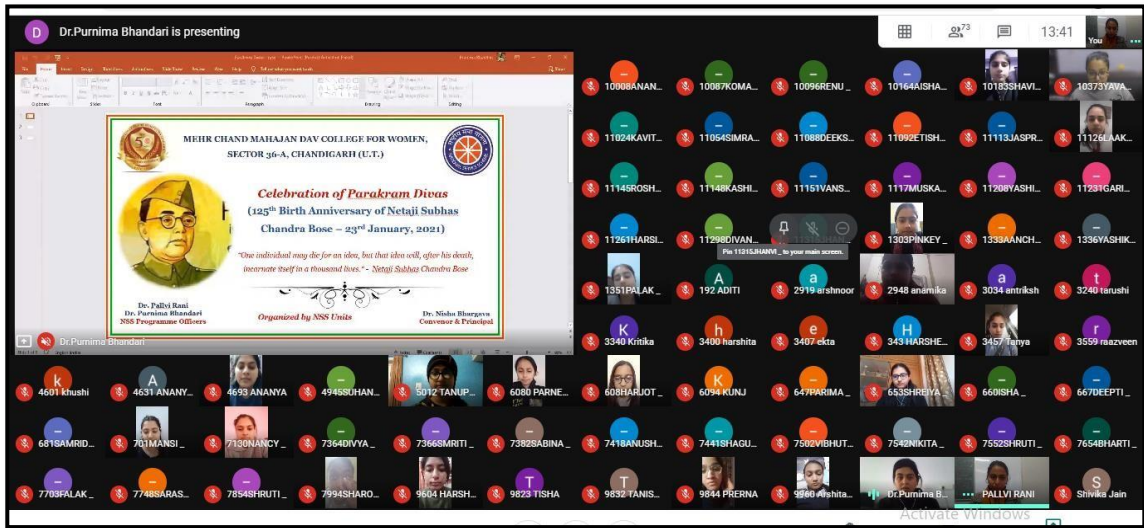 D
Dr.Purnima Bhandari is presenting
73
13:41
You
MEHR CHAND MAHAJAN DAV COLLEGE FOR WOMEN,
SECTOR 36-A, CHANDIGARH (U.T.)
Celebration of Parakram Divas
(125th Birth Anniversary of Netaji Subhas
Chandra Bose – 23rd January, 2021)
"One individual may die for an idea, but that idea will, after his death,
incarnate itself in a thousand lives." - Netaji Subhas Chandra Bose
Dr. Pallvi Rani
Dr. Purnima Bhandari
NSS Programme Officers
Organized by NSS Units
Dr. Nisha Bhargava
Convenor & Principal
Dr.Purnima Bhandari
10008ANAN...
10087KOMA...
10096RENU _
10164AISHA...
10183SHAVI...
10373YAVA...
11024KAVIT...
11054SIMRA...
11088DEEKS...
11092ETISH...
11113JASPR...
11126LAAK...
11145ROSH...
11148KASHI...
11151VANS...
1117MUSKA...
11208YASHI...
11231GARI...
11261HARSI...
11298DIVAN...
Pin 11315JHANVI _ to your main screen.
1303PINKEY _
1333AANCH...
1336YASHIK...
1351PALAK _
A
192 ADITI
a
2919 arshnoor
2948 anamika
a
3034 antriksh
t
3240 tarushi
K
3340 Kritika
h
3400 harshita
e
3407 ekta
H
343 HARSHE...
3457 Tanya
r
3559 raazveen
k
4601 khushi
A
4631 ANANY...
4693 ANANYA
4945SUHAN...
5012 TANUP...
6080 PARNE...
608HARJOT _
K
6094 KUNJ
647PARIMA...
653SHREIYA _
660ISHA _
667DEEPTI _
681SAMRID...
701MANSI _
7130NANCY _
7364DIVYA _
7366SMRITI _
7382SABINA _
7418ANUSH...
7441SHAGU...
7502VIBHUT...
7542NIKITA _
7552SHRUTI _
7654BHARTI _
7703FALAK _
7748SARAS...
7854SHRUTI _
7994SHARO...
9604 HARSH...
T
9823 TISHA
T
9832 TANIS...
9844 PRERNA
9960 Arshita...
Dr.Purnima B...
PALLVI RANI
S
Shivika Jain
Activate Windows